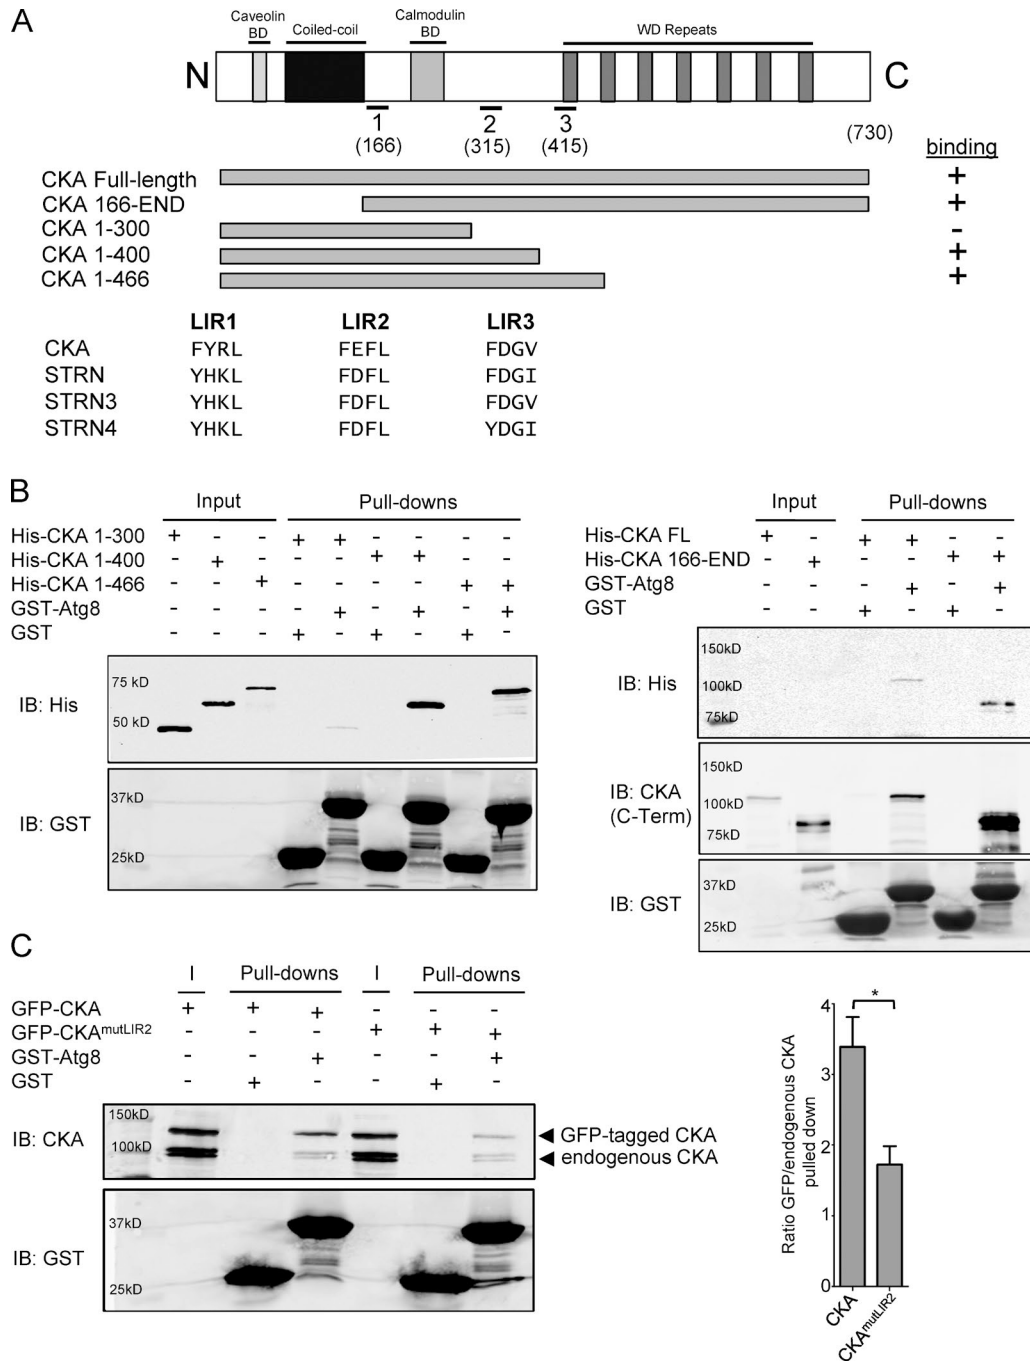 A
Caveolin
BD
Coiled-coil
Calmodulin
BD
WD Repeats
N
C
1
(166)
2
(315)
3
(415)
(730)
binding
CKA Full-length +
CKA 166-END +
CKA 1-300 -
CKA 1-400 +
CKA 1-466 +
LIR1 LIR2 LIR3
CKA FYRL FEFL FDGV
STRN YHKL FDFL FDGI
STRN3 YHKL FDFL FDGV
STRN4 YHKL FDFL YDGI
B
Input Pull-downs
His-CKA 1-300 + - - + + - - - -
His-CKA 1-400 - + - - - + + - -
His-CKA 1-466 - - + - - - - + +
GST-Atg8 - - - - + - + - +
GST - - - + - + - + -
IB: His
75 kD
50 kD
IB: GST
37kD
25kD
Input Pull-downs
His-CKA FL + - + + - -
His-CKA 166-END - + - - + +
GST-Atg8 - - - + - +
GST - - + - + -
IB: His
150kD
100kD
75kD
IB: CKA
(C-Term)
150kD
100kD
75kD
IB: GST
37kD
25kD
C
I Pull-downs I Pull-downs
GFP-CKA + + + - - -
GFP-CKAmutLIR2 - - - + + +
GST-Atg8 - - + - - +
GST - + - - + -
IB: CKA
150kD
100kD
GFP-tagged CKA
endogenous CKA
IB: GST
37kD
25kD
Ratio GFP/endogenous CKA
pulled down
4
3
2
1
0
*
CKA
CKAmutLIR2